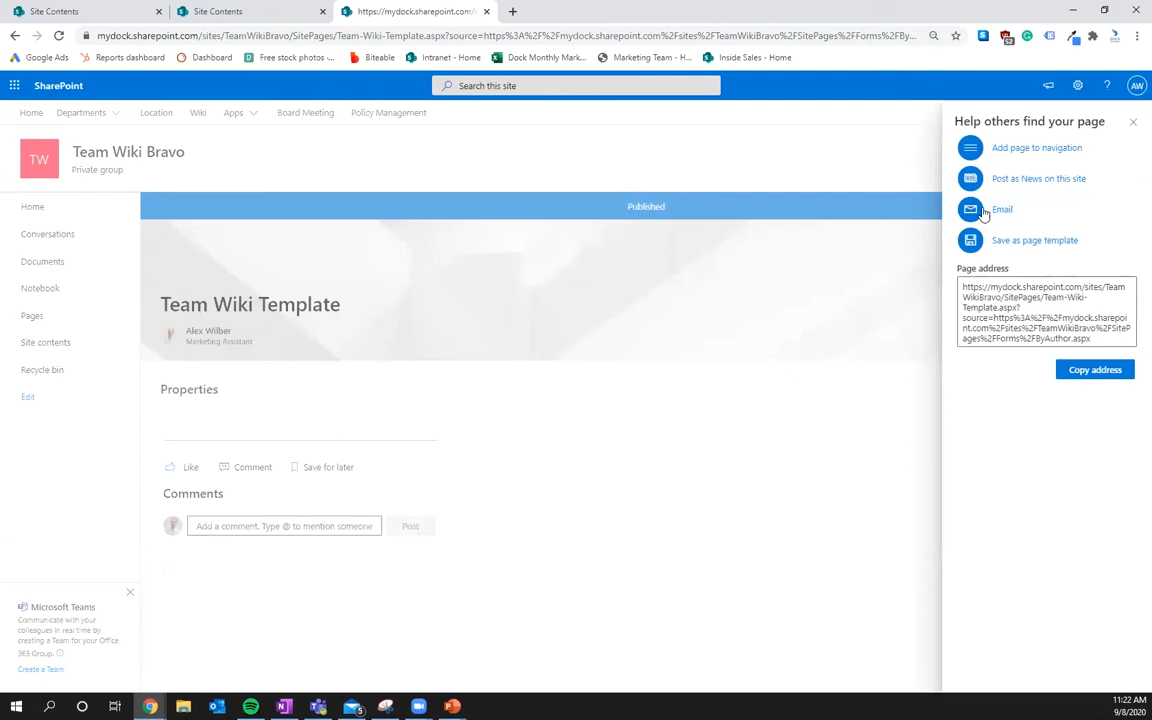 Site Contents
Site Contents
https://mydock.sharepoint.com/
mydock.sharepoint.com/sites/TeamWikiBravo/SitePages/Team-Wiki-Template.aspx?source=https%3A%2F%2Fmydock.sharepoint.com%2Fsites%2FTeamWikiBravo%2FSitePages%2FForms%2FBy...
52
Google Ads
Reports dashboard
Dashboard
Free stock photos -...
Biteable
Intranet - Home
Dock Monthly Mark...
Marketing Team - H...
Inside Sales - Home
SharePoint
Search this site
?
AW
Home
Departments
Location
Wiki
Apps
Board Meeting
Policy Management
TW
Team Wiki Bravo
Private group
Home
Conversations
Documents
Notebook
Pages
Site contents
Recycle bin
Edit
Published
Team Wiki Template
Alex Wilber
Marketing Assistant
Properties
Like
Comment
Save for later
Comments
Add a comment. Type @ to mention someone
Post
Microsoft Teams
Communicate with your
colleagues in real time by
creating a Team for your Office
365 Group.
Create a Team
Help others find your page
Add page to navigation
Post as News on this site
Email
Save as page template
Page address
https://mydock.sharepoint.com/sites/Team
WikiBravo/SitePages/Team-Wiki-
Template.aspx?
source=https%3A%2F%2Fmydock.sharepoi
nt.com%2Fsites%2FTeamWikiBravo%2FSiteP
ages%2FForms%2FByAuthor.aspx
Copy address
5
11:22 AM
9/8/2020